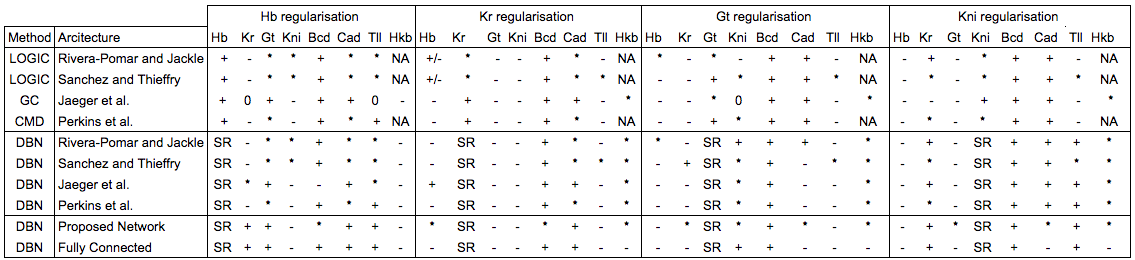 Hb regularisation Kr regularisation Gt regularisation Kni regularisation
Method Arcitecture Hb Kr Gt Kni Bcd Cad Tll Hkb Hb Kr Gt Kni Bcd Cad Tll Hkb Hb Kr Gt Kni Bcd Cad Tll Hkb Hb Kr Gt Kni Bcd Cad Tll Hkb
LOGIC Rivera-Pomar and Jackle + - * * + * * NA +/- * - - + * - NA * - * - + + - NA - + - * + + - NA
LOGIC Sanchez and Thieffry + - * * + * * NA +/- * - - + * * NA - - + * + + * NA - * - * + + * NA
GC Jaeger et al. + 0 + - + + 0 - - + - - + + - * - - * 0 + + - * - - - + + + - *
CMD Perkins et al. + - * - + * + NA - + - - + * - NA - - * - + + - NA - + - * + + - NA
DBN Rivera-Pomar and Jackle SR - * * + * * - - SR - - + * - * * - SR + + + - * - + - SR + + + *
DBN Sanchez and Thieffry SR - * * + * * - - SR - - + * * * - + SR * + - * * - * - SR + + * *
DBN Jaeger et al. SR * + - + + * - + SR - - + + - * - - SR * + - - * - + - SR + + + *
DBN Perkins et al. SR - * - + + + - - SR - - + + - * - - SR - + - - * - + - SR + + + *
DBN Proposed Network SR + + - * + + - * SR - - * + - * - * SR - + * - * - + * SR + * - *
DBN Fully Connected SR + + - + + + - - SR - - + + - - - - SR + + - - - - + - SR + - + -